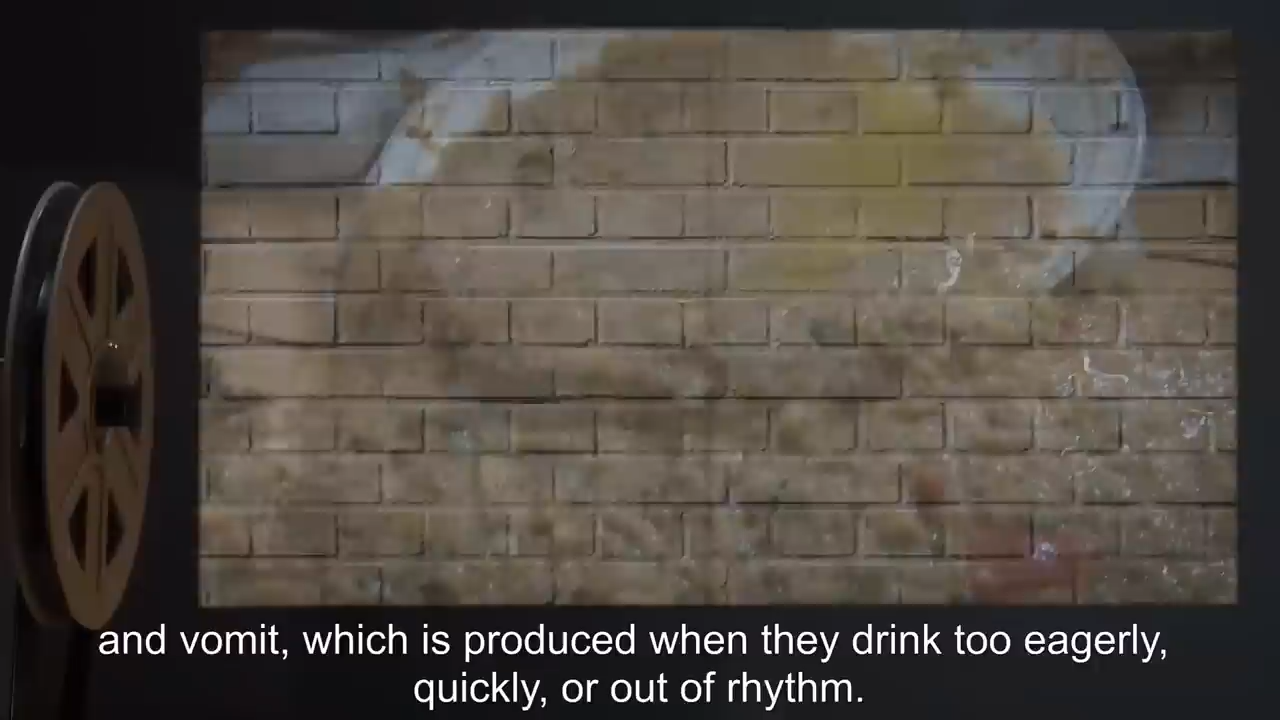 and vomit, which is produced when they drink too eagerly,
quickly, or out of rhythm.